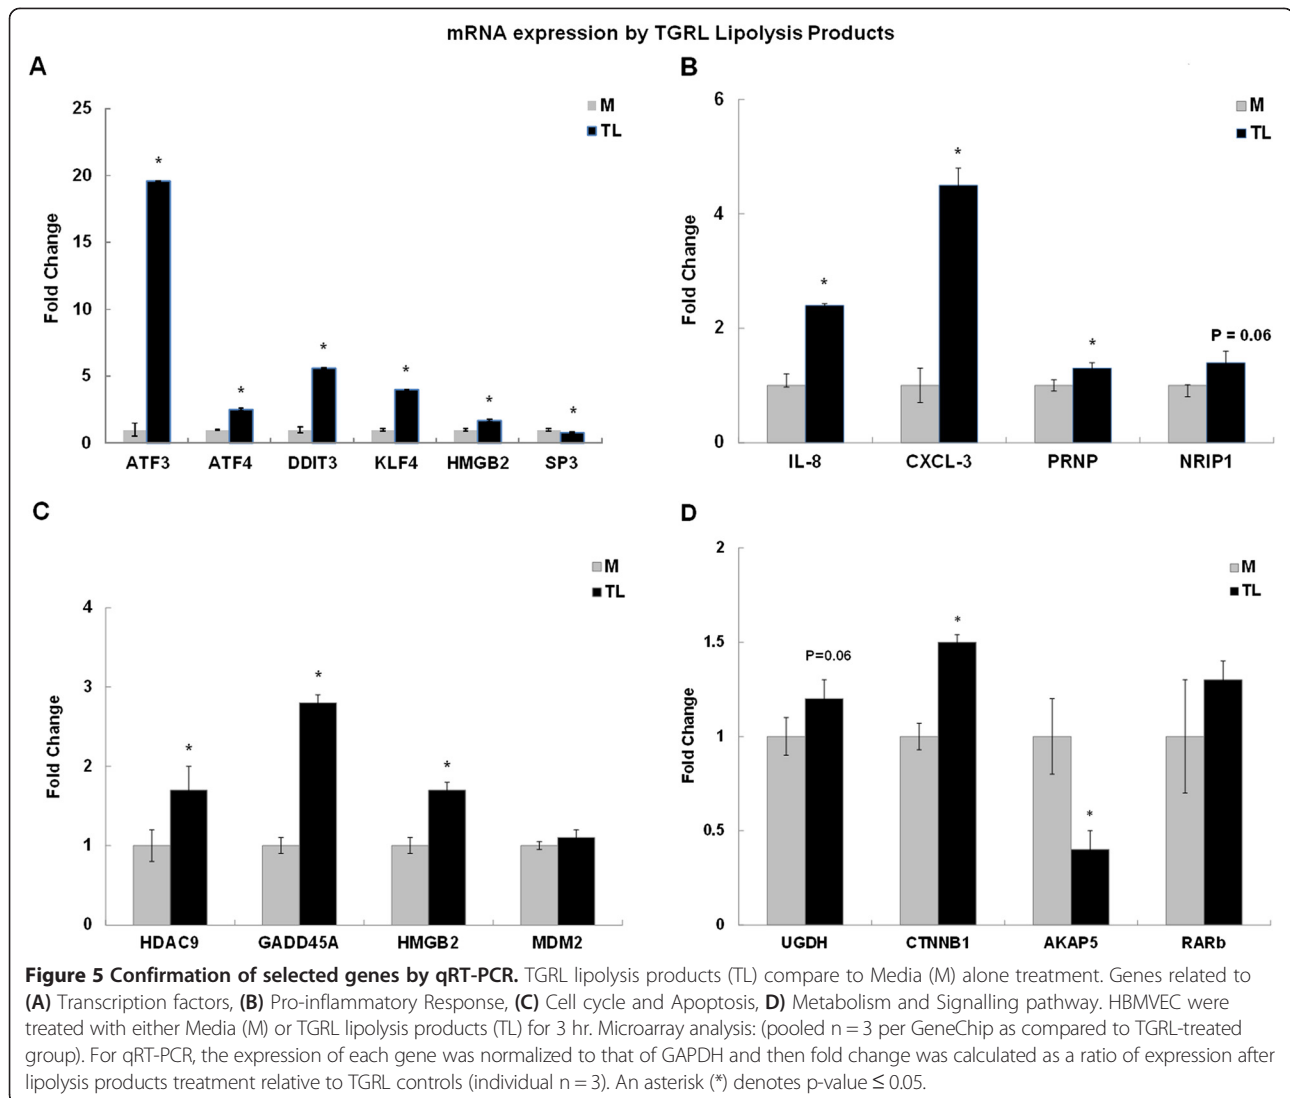 mRNA expression by TGRL Lipolysis Products
A
25
20
15
10
5
0
Fold Change
M
TL
*
*
*
*
*
*
ATF3 ATF4 DDIT3 KLF4 HMGB2 SP3
B
6
4
2
0
Fold Change
M
TL
*
*
*
P = 0.06
IL-8 CXCL-3 PRNP NRIP1
C
4
3
2
1
0
Fold Change
M
TL
*
*
*
HDAC9 GADD45A HMGB2 MDM2
D
2
1.5
1
0.5
0
Fold Change
M
TL
P=0.06
*
*
UGDH CTNNB1 AKAP5 RARb
Figure 5 Confirmation of selected genes by qRT-PCR. TGRL lipolysis products (TL) compare to Media (M) alone treatment. Genes related to
(A) Transcription factors, (B) Pro-inflammatory Response, (C) Cell cycle and Apoptosis, D) Metabolism and Signalling pathway. HBMVEC were
treated with either Media (M) or TGRL lipolysis products (TL) for 3 hr. Microarray analysis: (pooled n = 3 per GeneChip as compared to TGRL-treated
group). For qRT-PCR, the expression of each gene was normalized to that of GAPDH and then fold change was calculated as a ratio of expression after
lipolysis products treatment relative to TGRL controls (individual n = 3). An asterisk (*) denotes p-value ≤ 0.05.